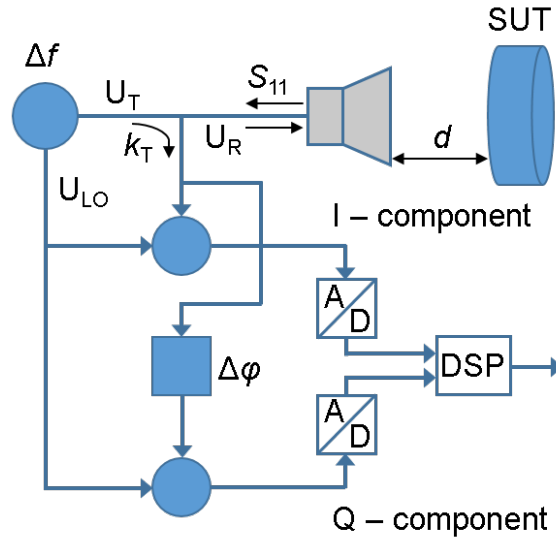 SUT
Δf
U_T
S_11
k_T
U_R
d
U_LO
I – component
A
D
DSP
Δφ
A
D
Q – component